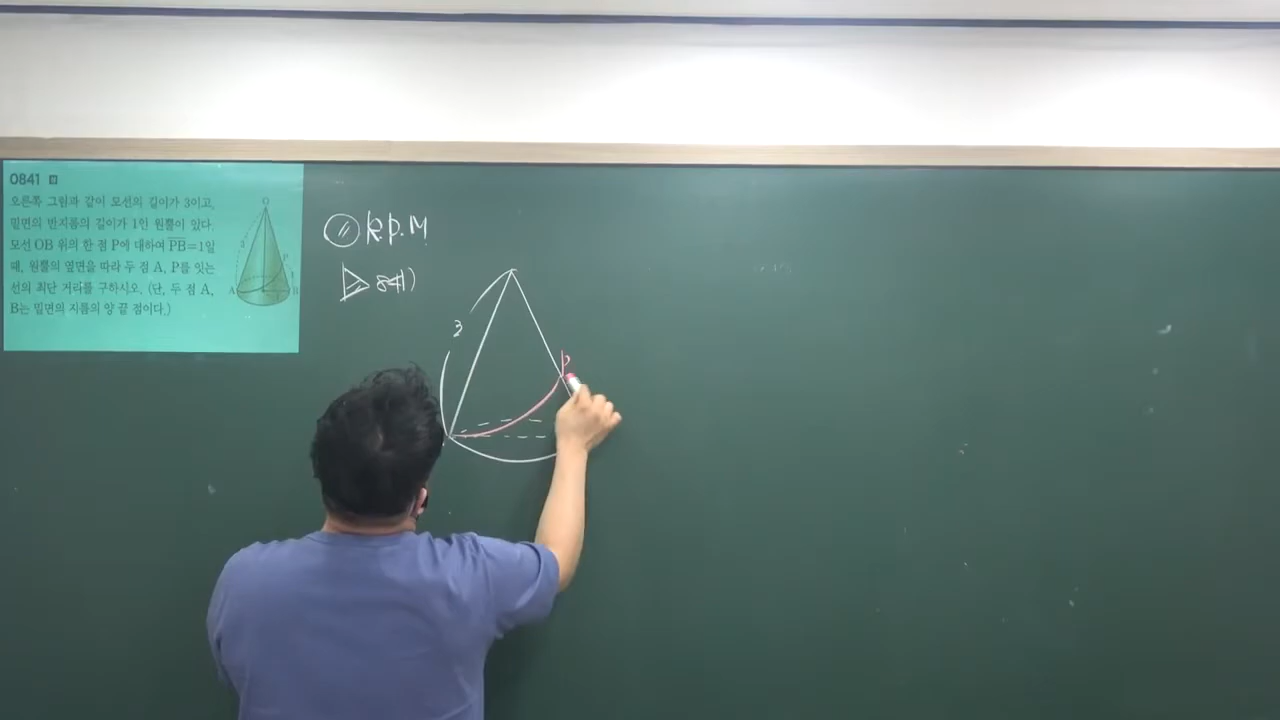 0841
오른쪽 그림과 같이 모선의 길이가 3이고,
밑면의 반지름의 길이가 1인 원뿔이 있다.
모선 OB 위의 한 점 P에 대하여 PB=1일
때, 원뿔의 옆면을 따라 두 점 A, P를 잇는
선의 최단 거리를 구하시오. (단, 두 점 A,
B는 밑면의 지름의 양 끝 점이다.)
O
3
P
1
A
B
R.P.M
841)
3
P